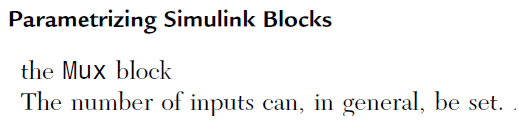 Parametrizing Simulink Blocks
the Mux block
The number of inputs can, in general, be set.